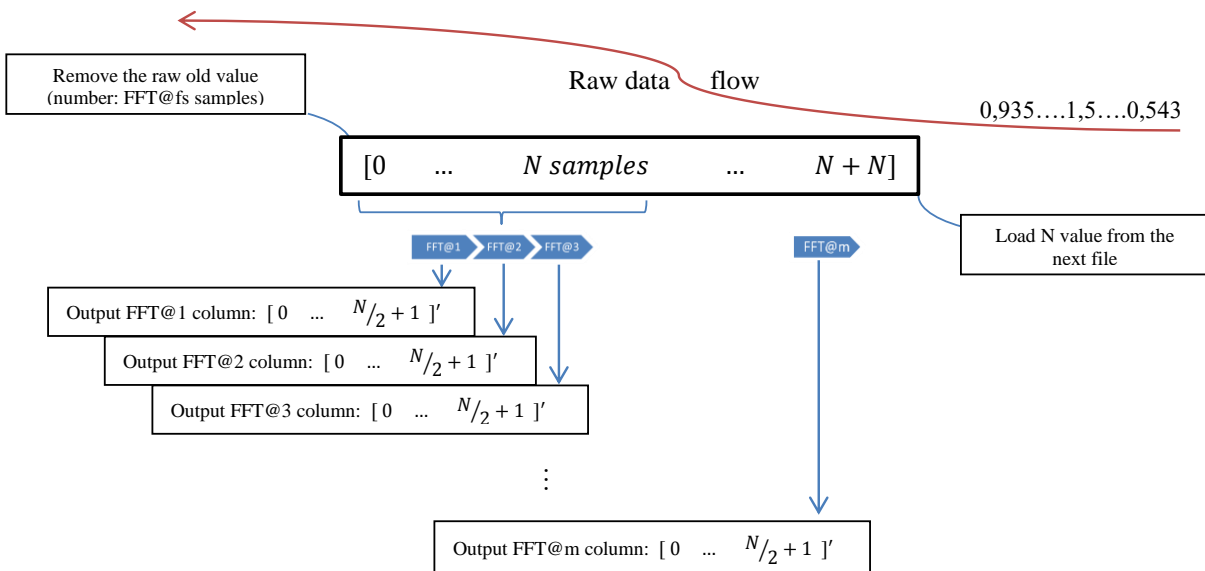 Remove the raw old value
(number: FFT@fs samples)
Raw data flow
0,935….1,5….0,543
[0 … N samples … N + N]
Load N value from the
next file
FFT@1 FFT@2 FFT@3 FFT@m
Output FFT@1 column: [ 0 … N/2 + 1 ]′
Output FFT@2 column: [ 0 … N/2 + 1 ]′
Output FFT@3 column: [ 0 … N/2 + 1 ]′
⋮
Output FFT@m column: [ 0 … N/2 + 1 ]′